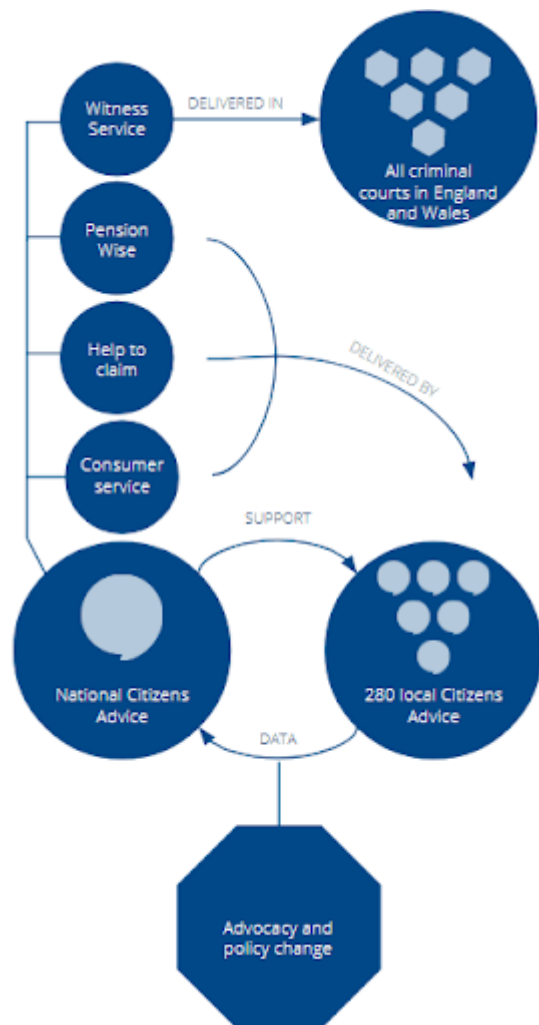 Witness
Service
DELIVERED IN
All criminal
courts in England
and Wales
Pension
Wise
Help to
claim
DELIVERED BY
Consumer
service
SUPPORT
National Citizens
Advice
280 local Citizens
Advice
DATA
Advocacy and
policy change